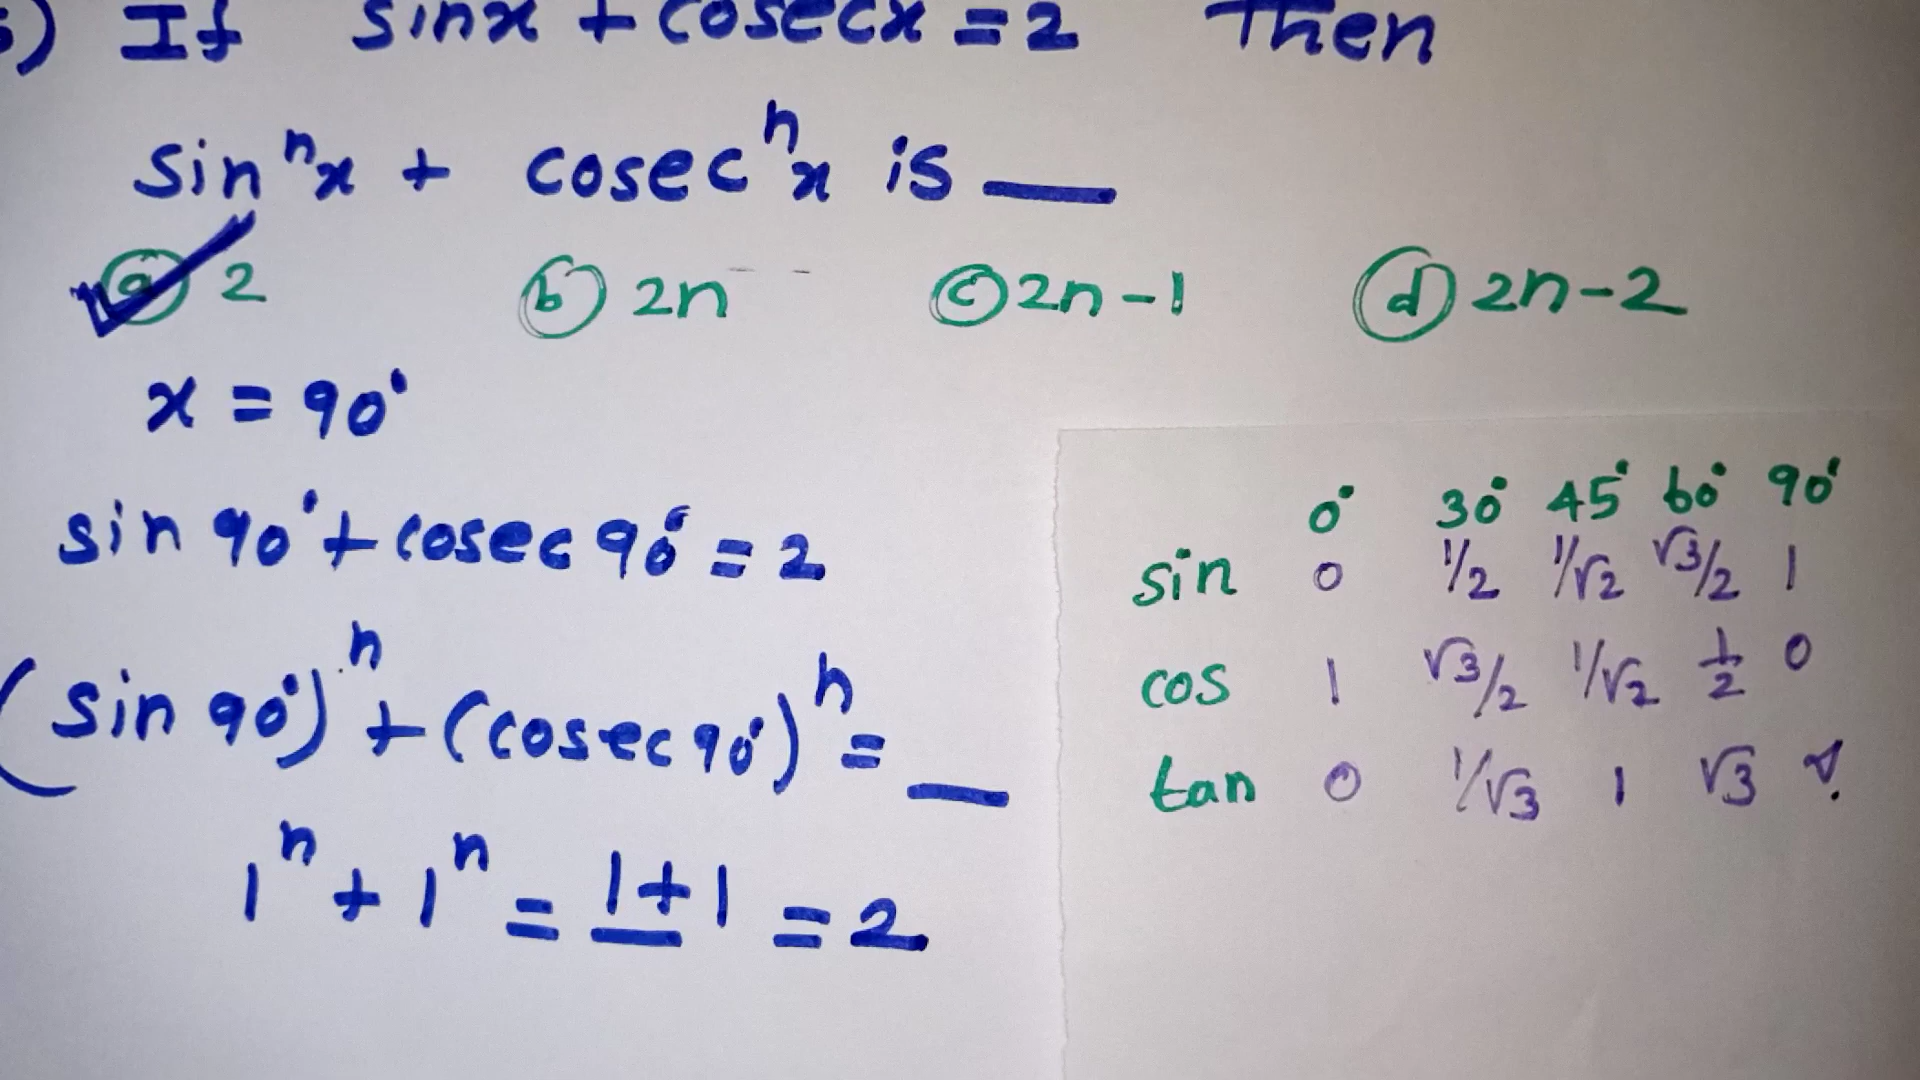 ) If sinx + cosecx = 2 Then
sinⁿx + cosecⁿx is __
(a) 2 (b) 2n (c) 2n-1 (d) 2n-2
x = 90°
sin 90° + cosec 90° = 2
(sin 90°)ⁿ + (cosec 90°)ⁿ = __
1ⁿ + 1ⁿ = 1+1 = 2
0° 30° 45° 60° 90°
sin 0 1/2 1/√2 √3/2 1
cos 1 √3/2 1/√2 1/2 0
tan 0 1/√3 1 √3